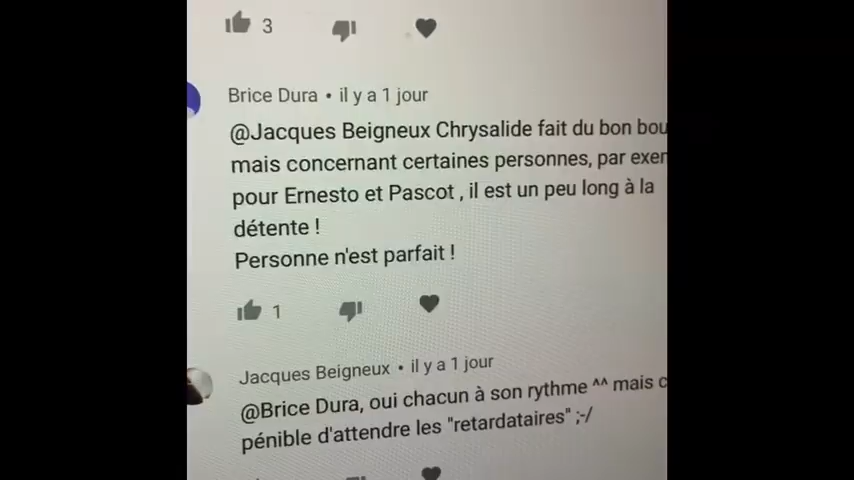 3
Brice Dura • il y a 1 jour
@Jacques Beigneux Chrysalide fait du bon
mais concernant certaines personnes, par
pour Ernesto et Pascot , il est un peu long à la
détente !
Personne n'est parfait !
1
Jacques Beigneux • il y a 1 jour
@Brice Dura, oui chacun à son rythme ^^ mais
pénible d'attendre les "retardataires" ;-/